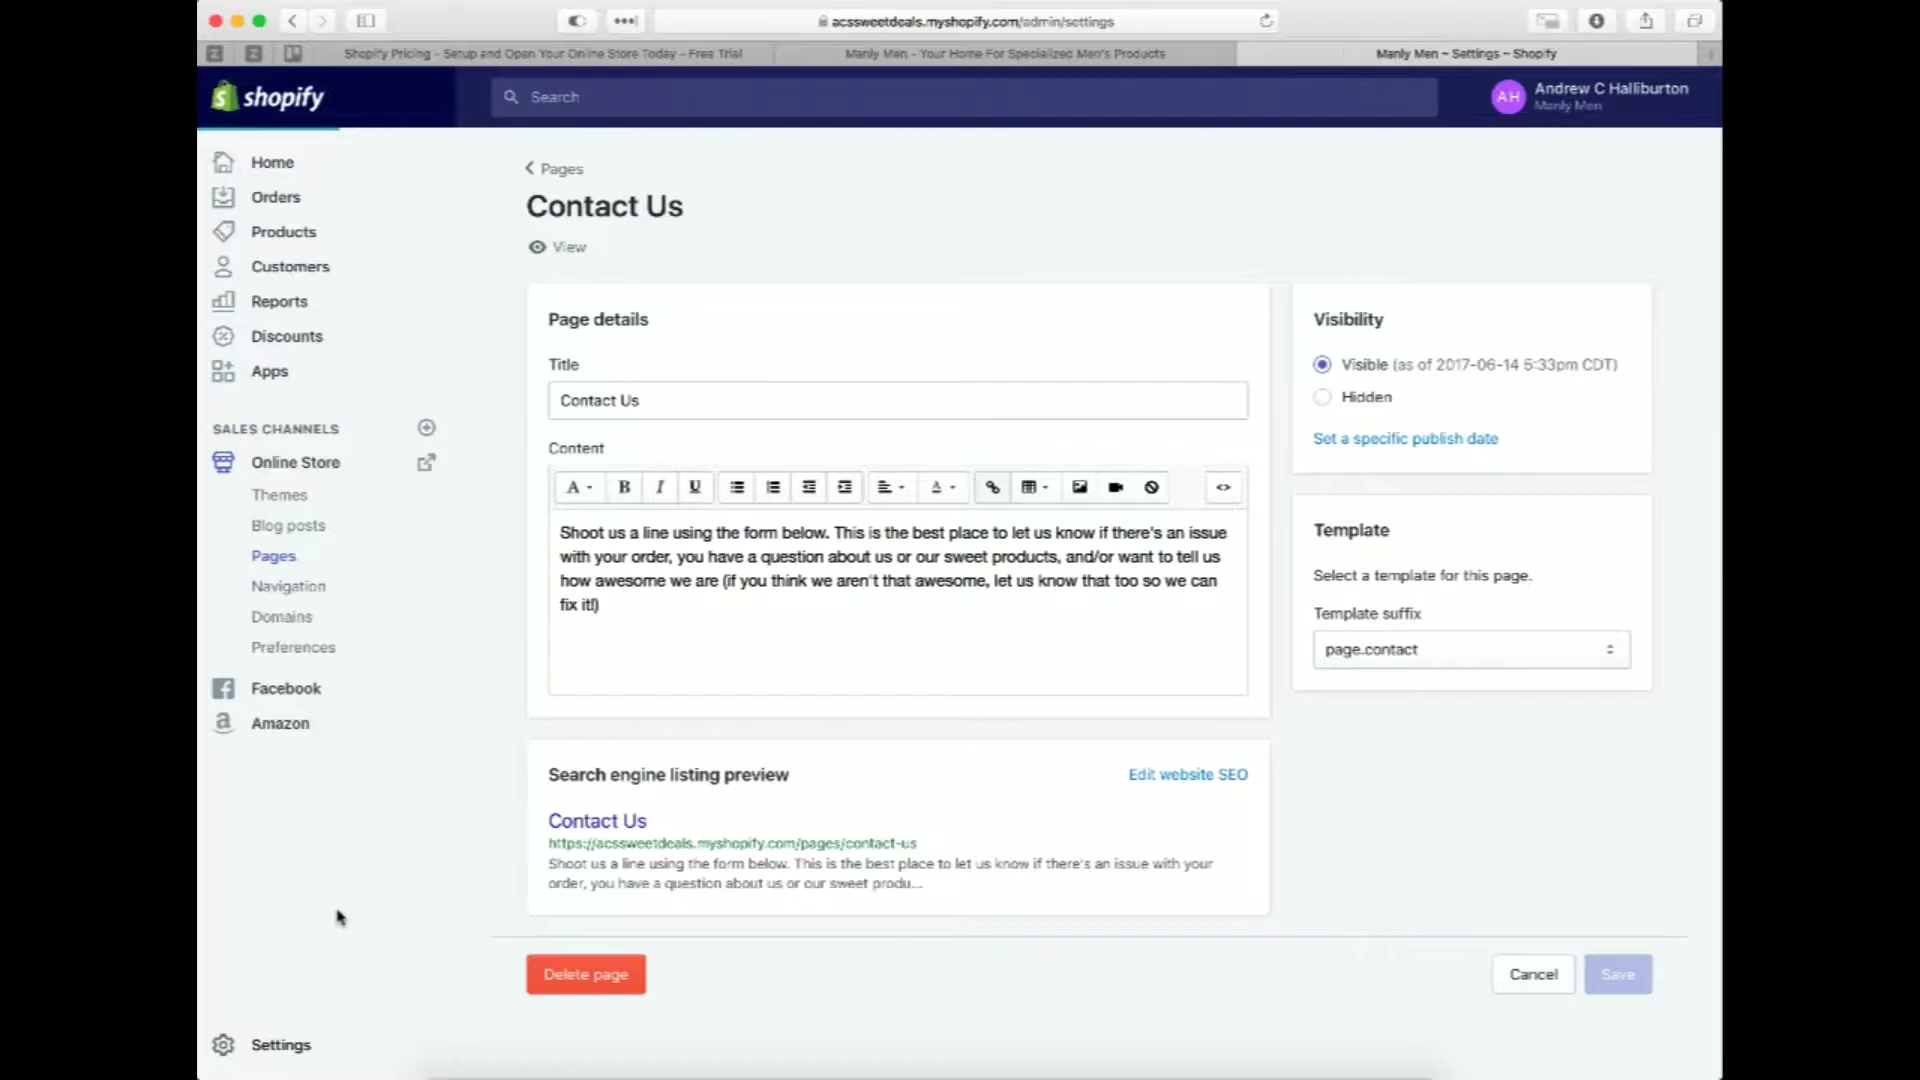 acssweetdeals.myshopify.com/admin/settings
Shopify Pricing - Setup and Open Your Online Store Today – Free Trial
Manly Men - Your Home For Specialized Men's Products
Manly Men ~ Settings ~ Shopify
shopify
Search
AH
Andrew C Halliburton
Manly Men
Home
Orders
Products
Customers
Reports
Discounts
Apps
SALES CHANNELS
Online Store
Themes
Blog posts
Pages
Navigation
Domains
Preferences
Facebook
Amazon
Settings
Pages
Contact Us
View
Page details
Title
Contact Us
Content
Shoot us a line using the form below. This is the best place to let us know if there's an issue
with your order, you have a question about us or our sweet products, and/or want to tell us
how awesome we are (if you think we aren't that awesome, let us know that too so we can
fix it!)
Search engine listing preview
Edit website SEO
Contact Us
https://acssweetdeals.myshopify.com/pages/contact-us
Shoot us a line using the form below. This is the best place to let us know if there's an issue with your
order, you have a question about us or our sweet produ...
Visibility
Visible (as of 2017-06-14 5:33pm CDT)
Hidden
Set a specific publish date
Template
Select a template for this page.
Template suffix
page.contact
Delete page
Cancel
Save